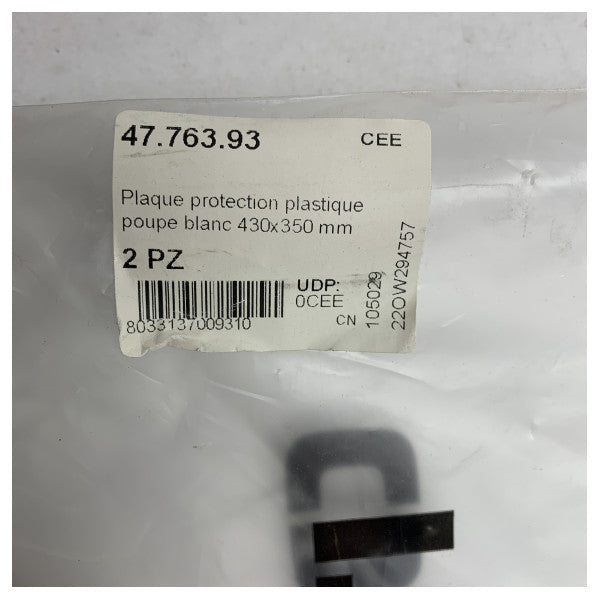 47.763.93 CEE
Plaque protection plastique
poupe blanc 430x350 mm
2 PZ
UDP:
0CEE
CN
8033137009310
105029
22OW294757